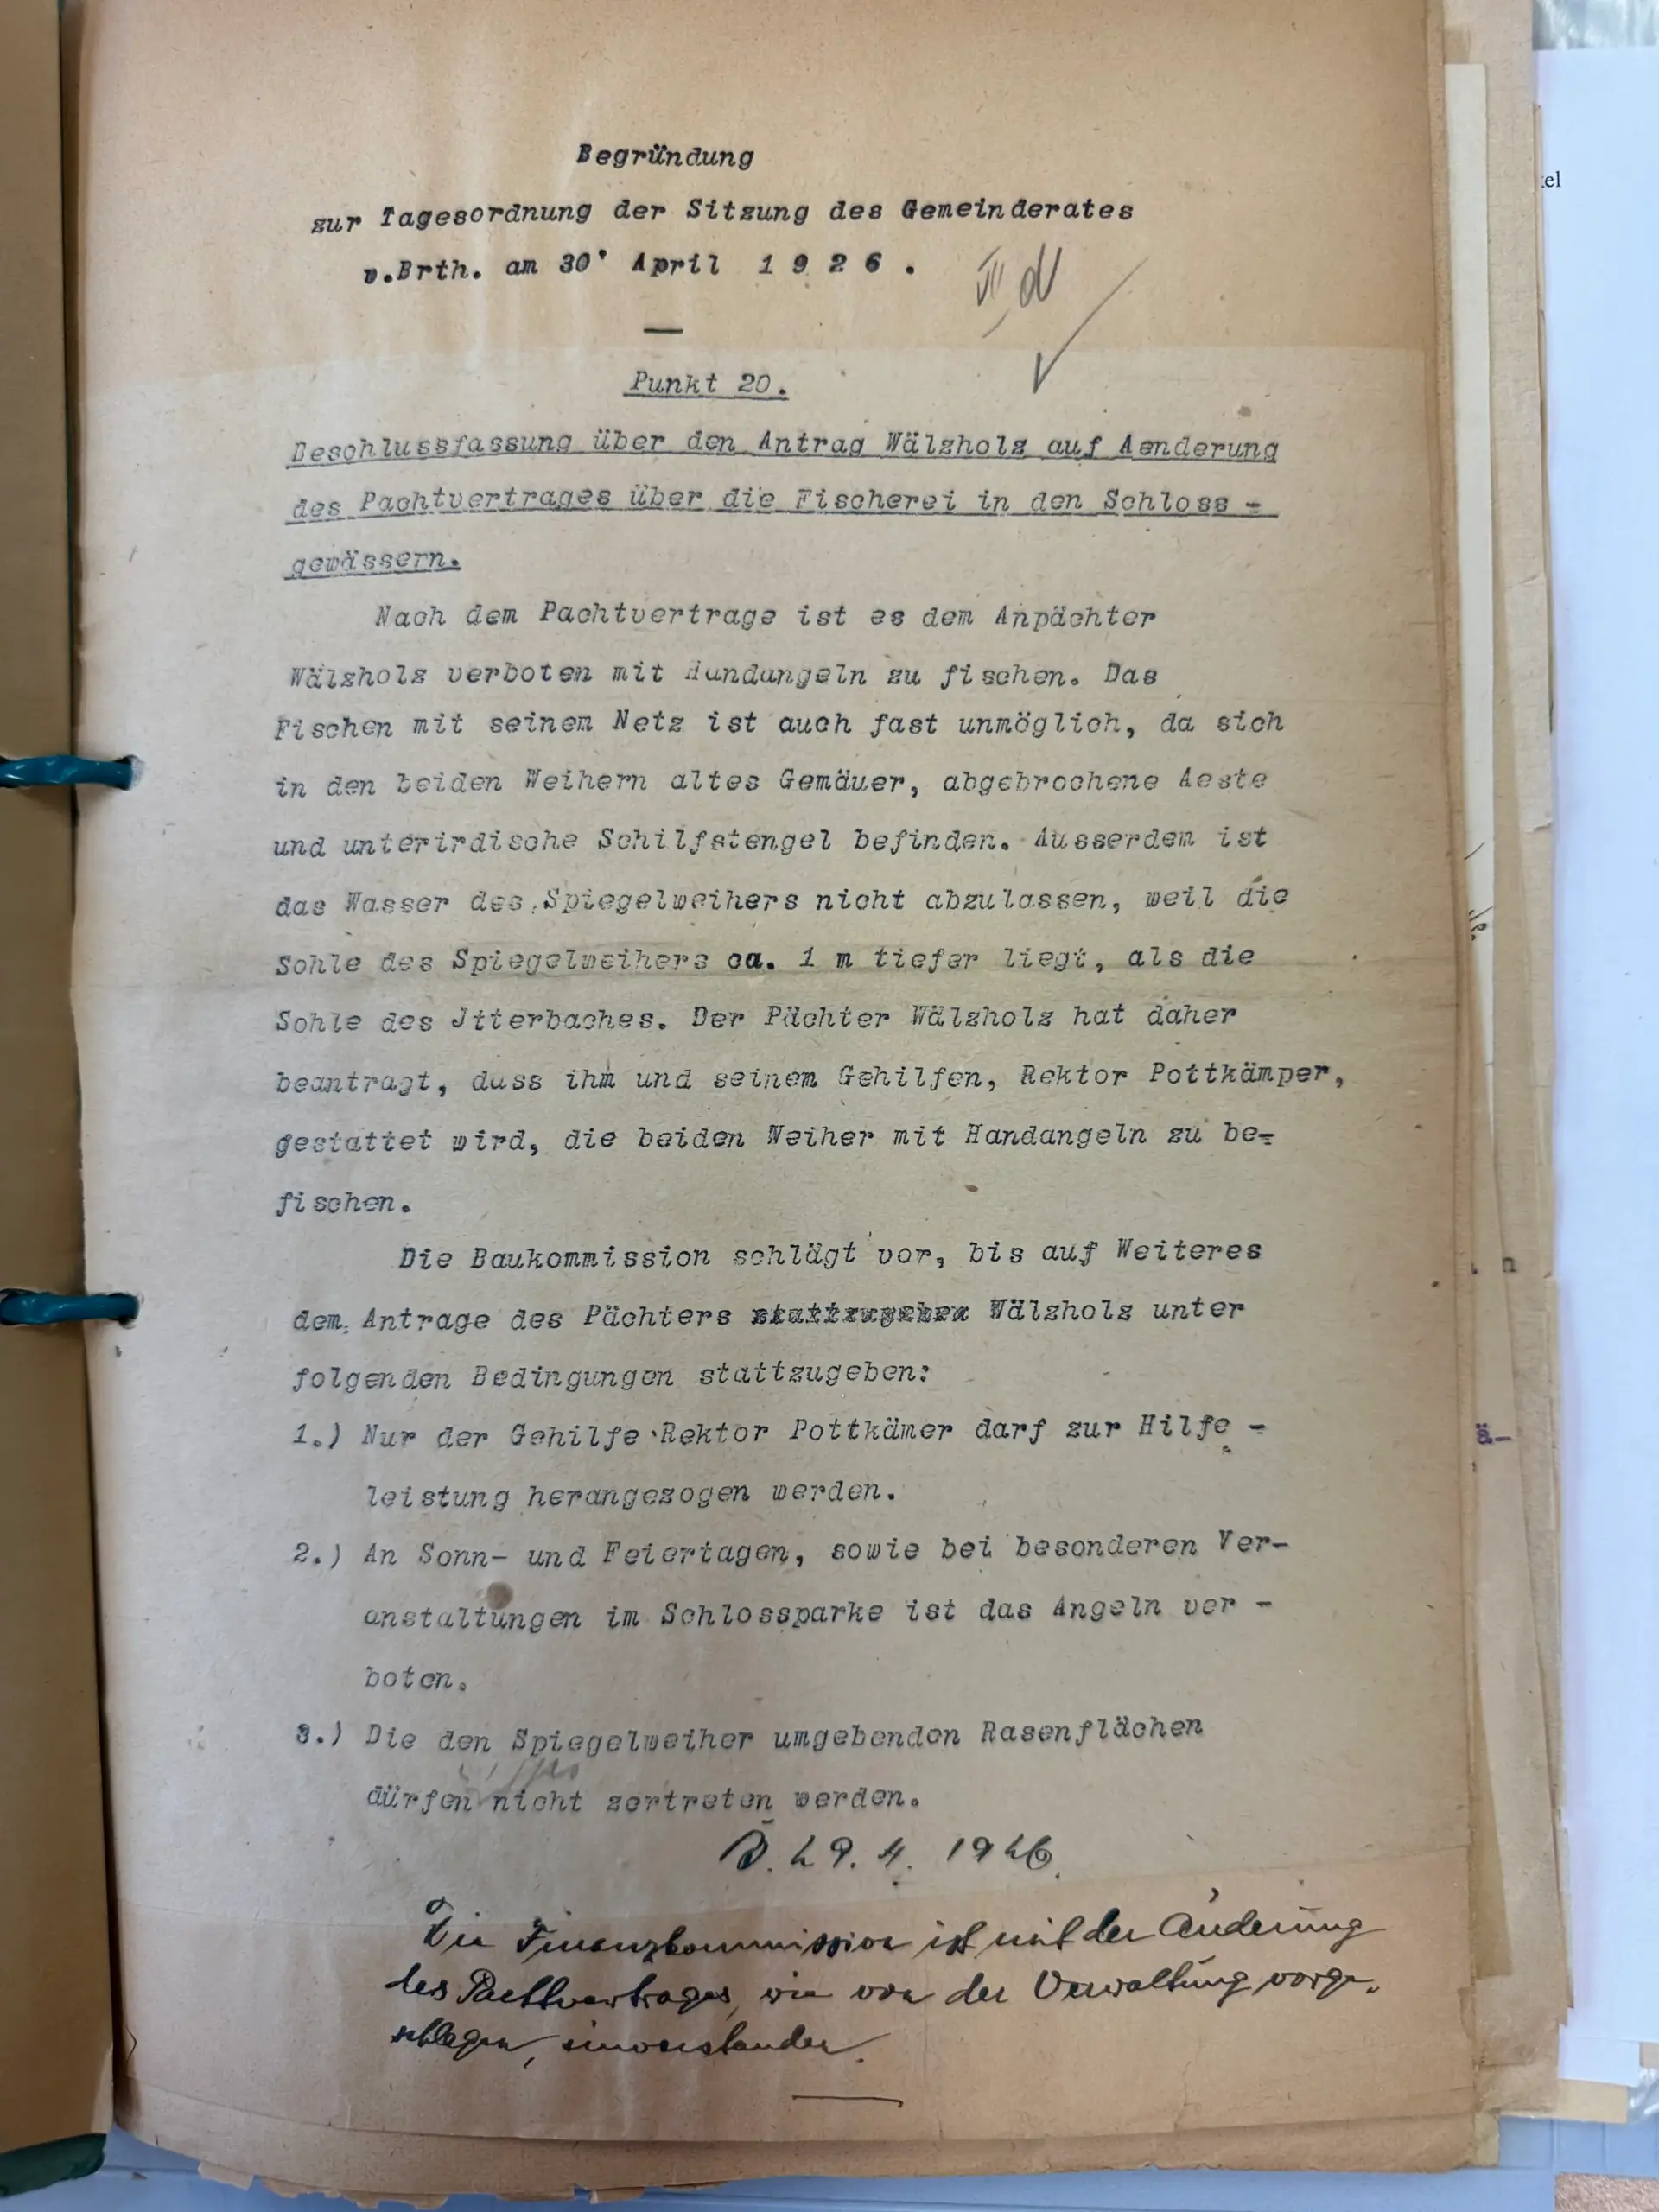 Begründung
zur Tagesordnung der Sitzung des Gemeinderates
v.Brth. am 30' April 1 9 2 6 .
Punkt 20.
Beschlussfassung über den Antrag Wälzholz auf Aenderung
des Pachtvertrages über die Fischerei in den Schloss -
gewässern.
Nach dem Pachtvertrage ist es dem Anpächter
Wälzholz verboten mit Handangeln zu fischen. Das
Fischen mit seinem Netz ist auch fast unmöglich, da sich
in den beiden Weihern altes Gemäuer, abgebrochene Aeste
und unterirdische Schilfstengel befinden. Ausserdem ist
das Wasser des Spiegelweihers nicht abzulassen, weil die
Sohle des Spiegelweihers ca. 1 m tiefer liegt, als die
Sohle des Jtterbaches. Der Pächter Wälzholz hat daher
beantragt, dass ihm und seinem Gehilfen, Rektor Pottkämper,
gestattet wird, die beiden Weiher mit Handangeln zu be-
fischen.
Die Baukommission schlägt vor, bis auf Weiteres
dem Antrage des Pächters stattzugeben Wälzholz unter
folgenden Bedingungen stattzugeben:
1.) Nur der Gehilfe Rektor Pottkämer darf zur Hilfe -
leistung herangezogen werden.
2.) An Sonn- und Feiertagen, sowie bei besonderen Ver-
anstaltungen im Schlossparke ist das Angeln ver -
boten.
3.) Die den Spiegelweiher umgebenden Rasenflächen
dürfen nicht zertreten werden.
B. 29. 4. 1926.
Die Finanzkommission ist mit der Änderung
des Pachtvertrages, wie von der Verwaltung vorge-
schlagen, einverstanden.
el
ä-